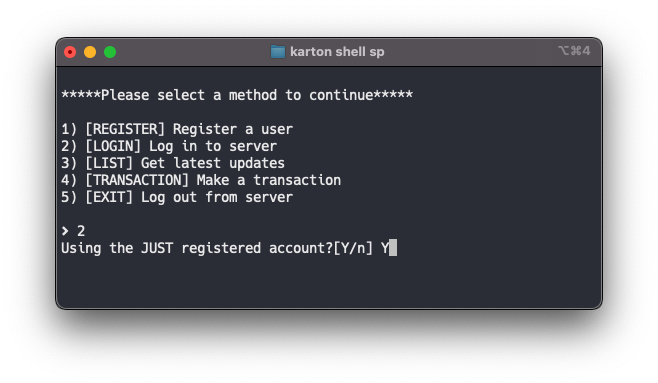 karton shell sp
⌥⌘4
*****Please select a method to continue*****
1) [REGISTER] Register a user
2) [LOGIN] Log in to server
3) [LIST] Get latest updates
4) [TRANSACTION] Make a transaction
5) [EXIT] Log out from server
> 2
Using the JUST registered account?[Y/n] Y